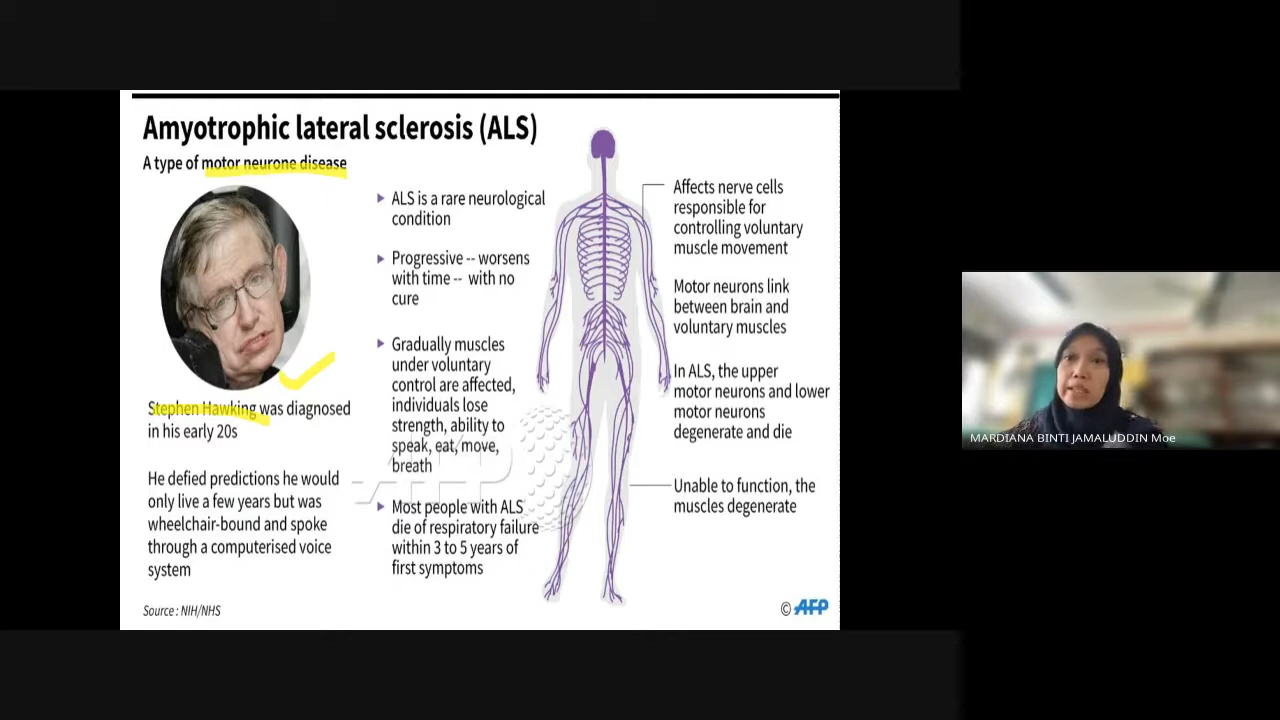 Amyotrophic lateral sclerosis (ALS)
A type of motor neurone disease
Stephen Hawking was diagnosed
in his early 20s
He defied predictions he would
only live a few years but was
wheelchair-bound and spoke
through a computerised voice
system
ALS is a rare neurological
condition
Progressive -- worsens
with time -- with no
cure
Gradually muscles
under voluntary
control are affected,
individuals lose
strength, ability to
speak, eat, move,
breath
Most people with ALS
die of respiratory failure
within 3 to 5 years of
first symptoms
Affects nerve cells
responsible for
controlling voluntary
muscle movement
Motor neurons link
between brain and
voluntary muscles
In ALS, the upper
motor neurons and lower
motor neurons
degenerate and die
Unable to function, the
muscles degenerate
AFP
Source : NIH/NHS
© AFP
MARDIANA BINTI JAMALUDDIN Moe